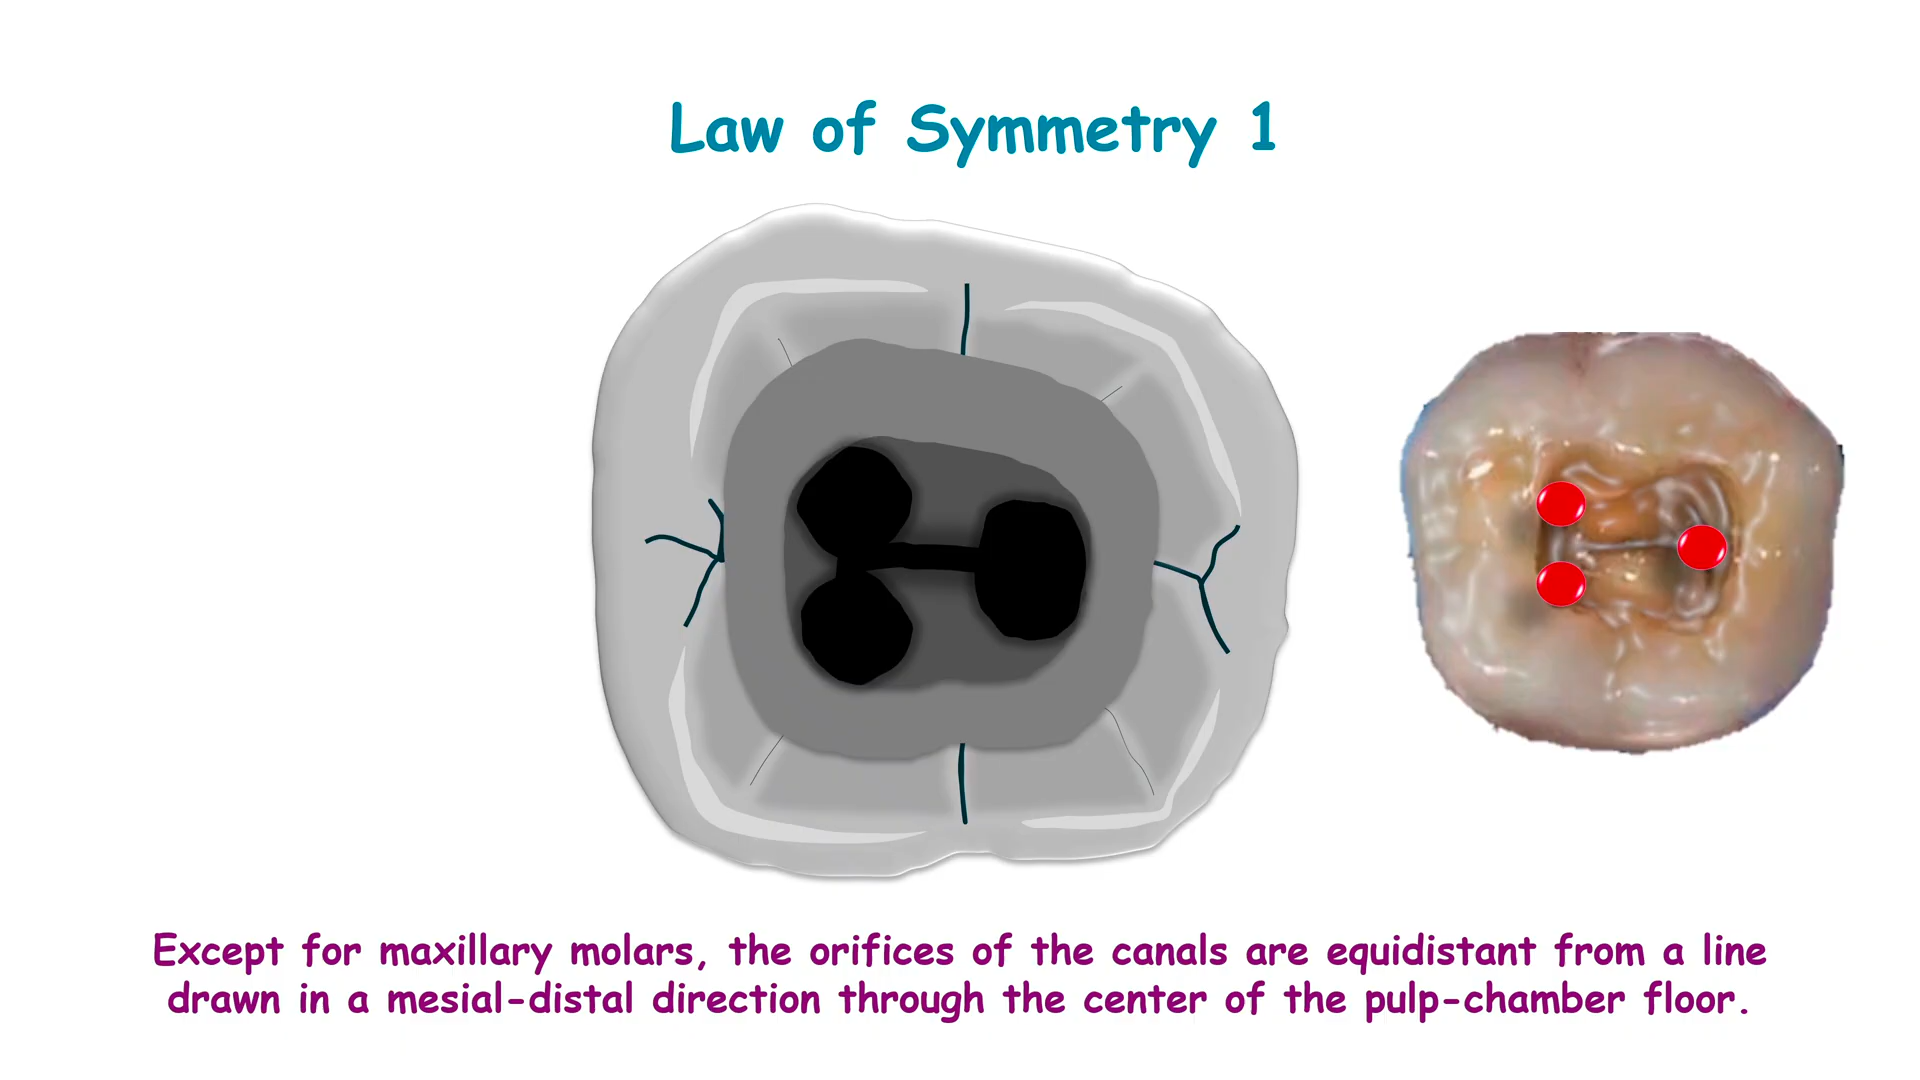 Law of Symmetry 1
Except for maxillary molars, the orifices of the canals are equidistant from a line
drawn in a mesial-distal direction through the center of the pulp-chamber floor.